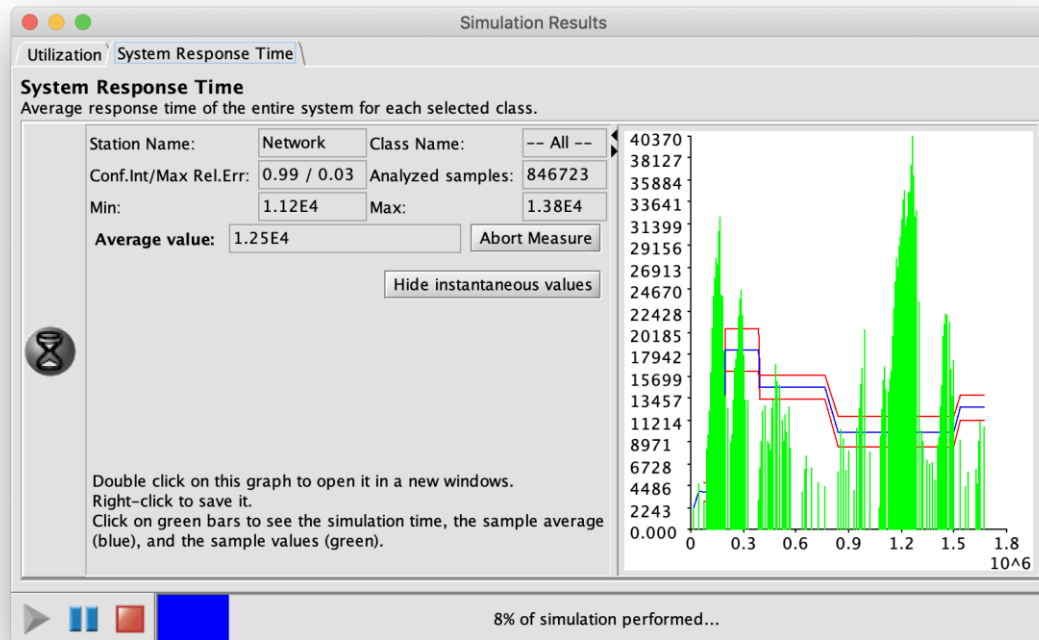 Simulation Results
Utilization
System Response Time
System Response Time
Average response time of the entire system for each selected class.
Station Name: Network Class Name: -- All --
Conf.Int/Max Rel.Err: 0.99 / 0.03 Analyzed samples: 846723
Min: 1.12E4 Max: 1.38E4
Average value: 1.25E4 Abort Measure
Hide instantaneous values
Double click on this graph to open it in a new windows.
Right-click to save it.
Click on green bars to see the simulation time, the sample average
(blue), and the sample values (green).
40370
38127
35884
33641
31399
29156
26913
24670
22428
20185
17942
15699
13457
11214
8971
6728
4486
2243
0.000
0 0.3 0.6 0.9 1.2 1.5 1.8
10^6
8% of simulation performed...